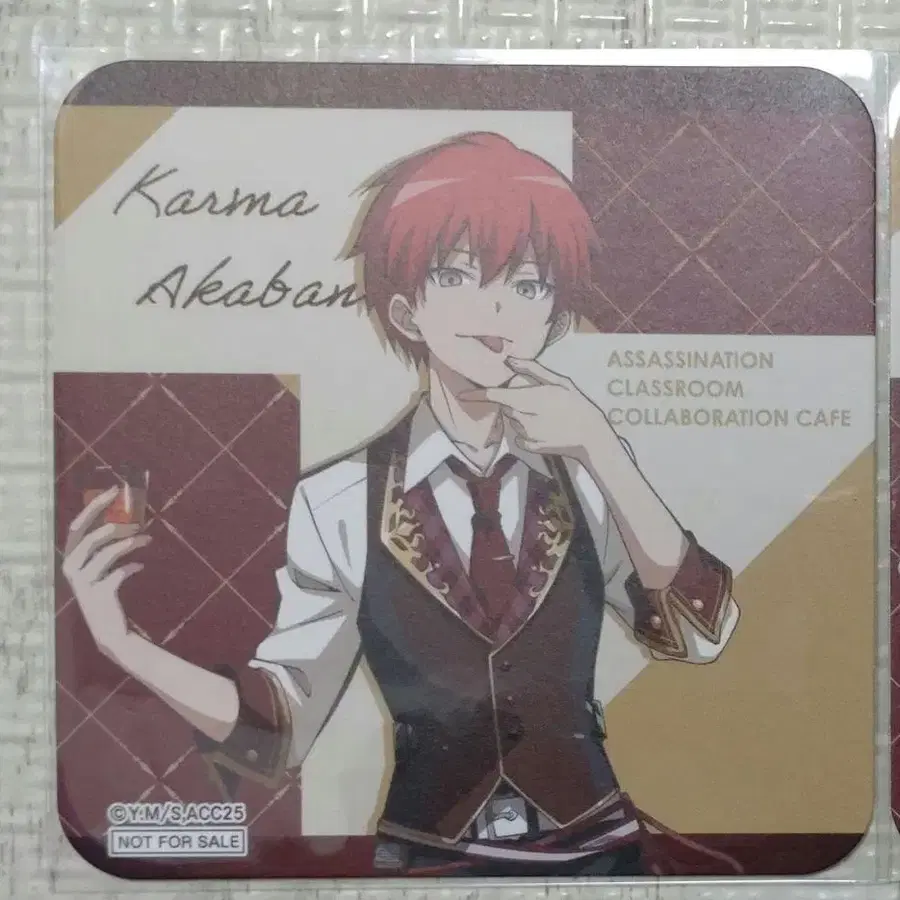 Karma
Akaban
ASSASSINATION
CLASSROOM
COLLABORATION CAFE
©Y.M/S,ACC25
NOT FOR SALE